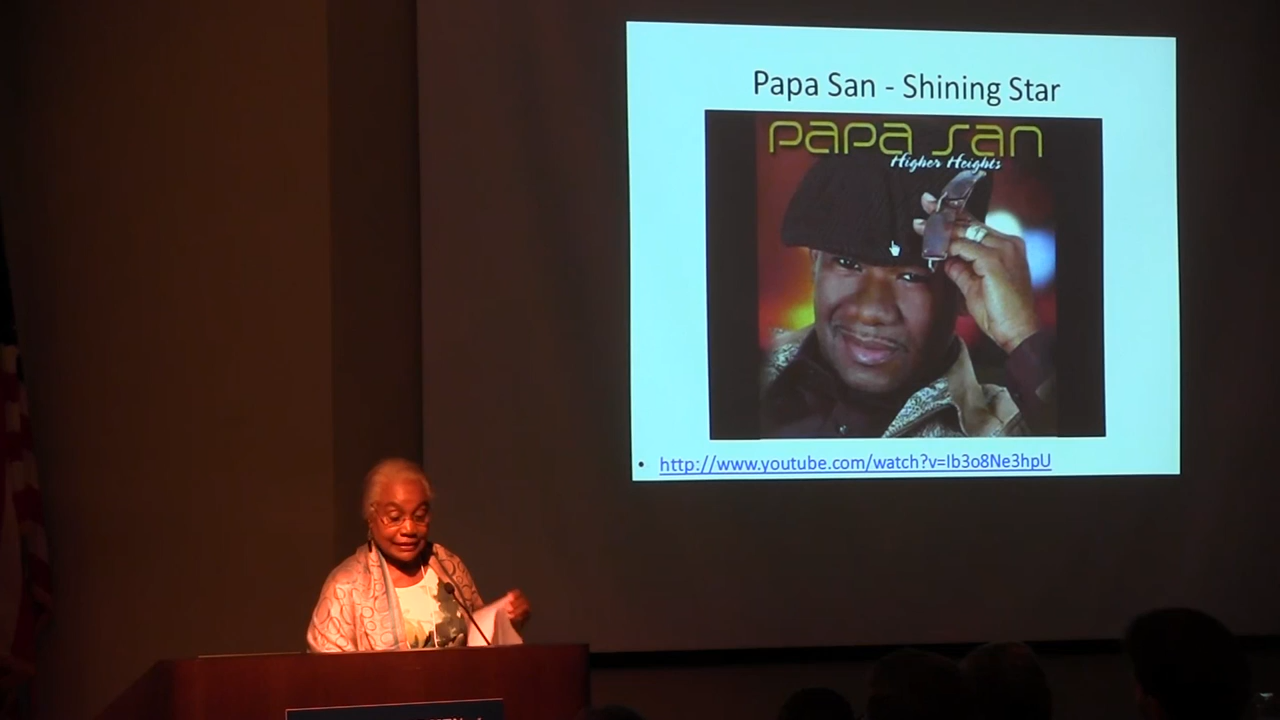 Papa San - Shining Star
papa san
Higher Heights
• http://www.youtube.com/watch?v=Ib3o8Ne3hpU